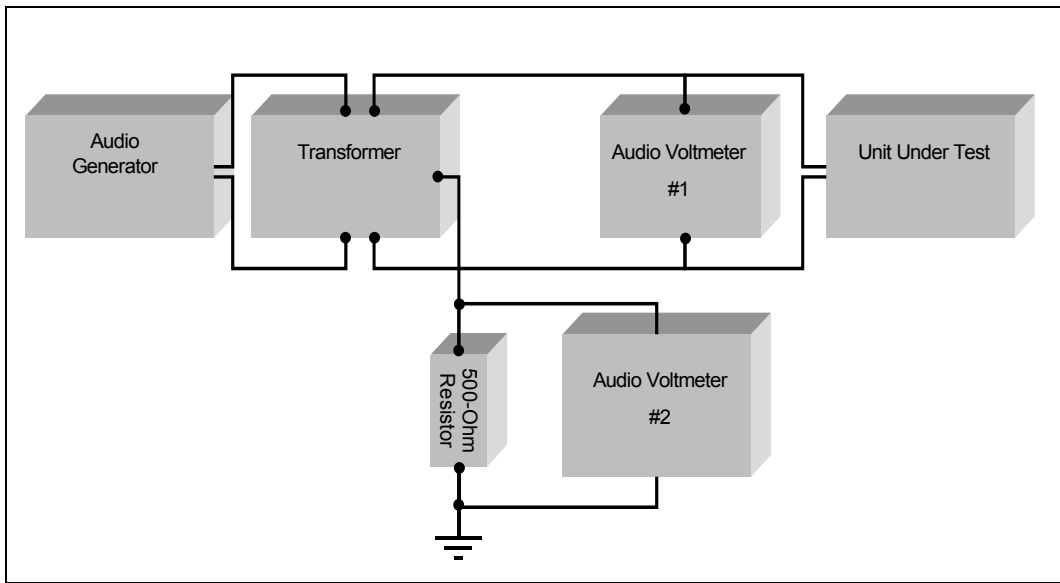 Audio
Generator
Transformer
Audio Voltmeter
#1
Unit Under Test
500-Ohm
Resistor
Audio Voltmeter
#2